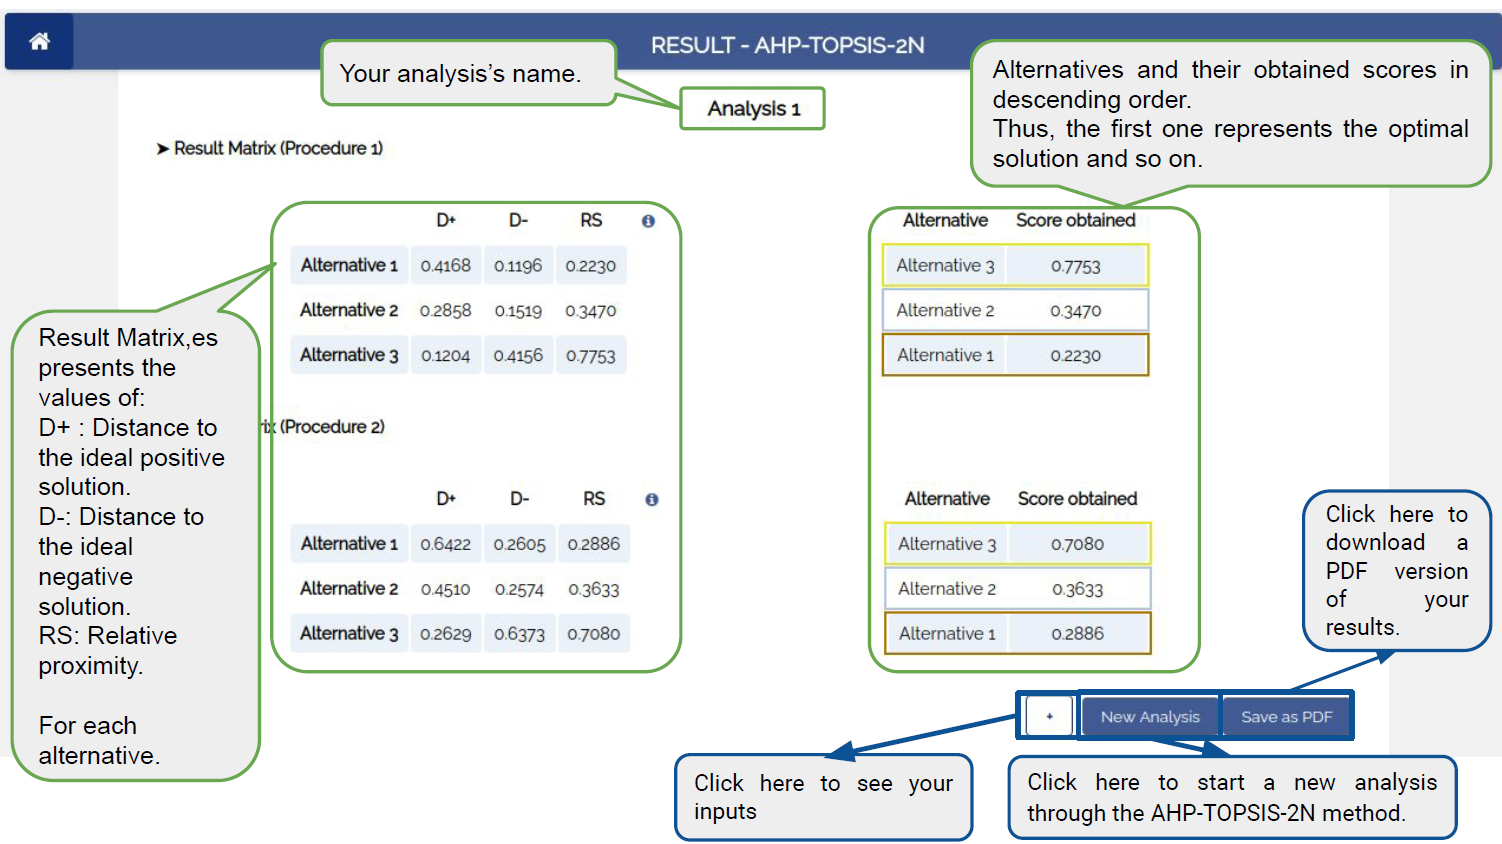 RESULT - AHP-TOPSIS-2N
Your analysis's name.
Analysis 1
Alternatives and their obtained scores in
descending order.
Thus, the first one represents the optimal
solution and so on.
➤ Result Matrix (Procedure 1)
D+ D- RS
Alternative 1 0.4168 0.1196 0.2230
Alternative 2 0.2858 0.1519 0.3470
Alternative 3 0.1204 0.4156 0.7753
Alternative Score obtained
Alternative 3 0.7753
Alternative 2 0.3470
Alternative 1 0.2230
Result Matrix,es
presents the
values of:
D+ : Distance to
the ideal positive
solution.
D-: Distance to
the ideal
negative
solution.
RS: Relative
proximity.
For each
alternative.
rix (Procedure 2)
D+ D- RS
Alternative 1 0.6422 0.2605 0.2886
Alternative 2 0.4510 0.2574 0.3633
Alternative 3 0.2629 0.6373 0.7080
Alternative Score obtained
Alternative 3 0.7080
Alternative 2 0.3633
Alternative 1 0.2886
Click here to
download a
PDF version
of your
results.
+ New Analysis Save as PDF
Click here to see your
inputs
Click here to start a new analysis
through the AHP-TOPSIS-2N method.